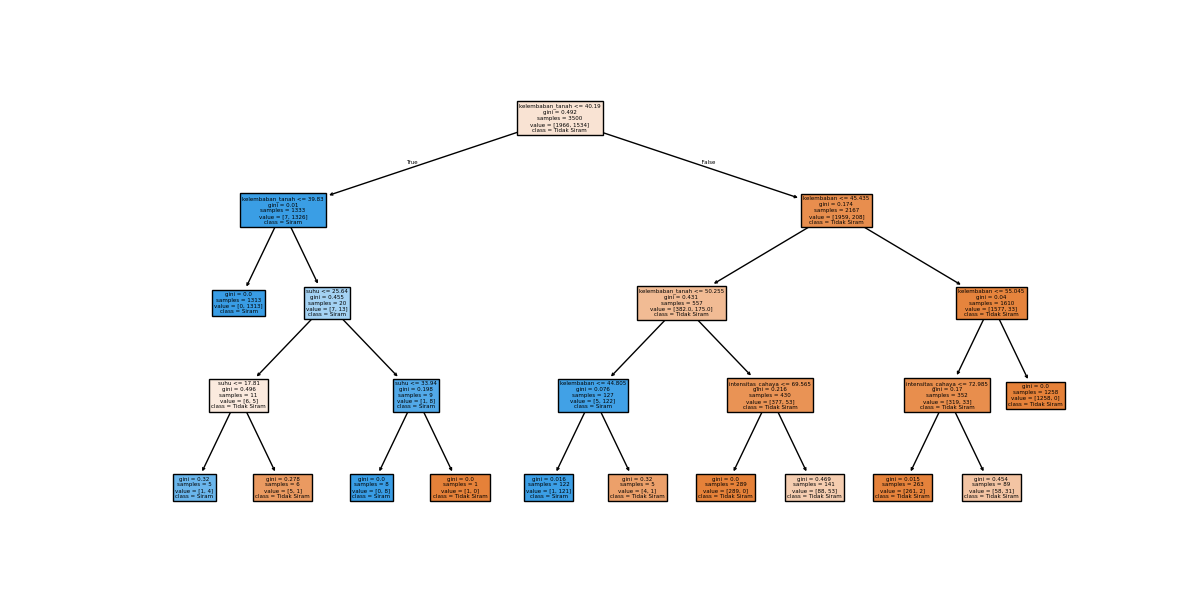 kelembaban_tanah <= 40.19
gini = 0.492
samples = 3500
value = [1966, 1534]
class = Tidak Siram
True
False
kelembaban_tanah <= 39.83
gini = 0.01
samples = 1333
value = [7, 1326]
class = Siram
kelembaban <= 45.435
gini = 0.174
samples = 2167
value = [1959, 208]
class = Tidak Siram
gini = 0.0
samples = 1313
value = [0, 1313]
class = Siram
suhu <= 25.64
gini = 0.455
samples = 20
value = [7, 13]
class = Siram
kelembaban_tanah <= 50.255
gini = 0.431
samples = 557
value = [382.0, 175.0]
class = Tidak Siram
kelembaban <= 55.045
gini = 0.04
samples = 1610
value = [1577, 33]
class = Tidak Siram
suhu <= 17.81
gini = 0.496
samples = 11
value = [6, 5]
class = Tidak Siram
suhu <= 33.94
gini = 0.198
samples = 9
value = [1, 8]
class = Siram
kelembaban <= 44.805
gini = 0.076
samples = 127
value = [5, 122]
class = Siram
intensitas_cahaya <= 69.565
gini = 0.216
samples = 430
value = [377, 53]
class = Tidak Siram
intensitas_cahaya <= 72.985
gini = 0.17
samples = 352
value = [319, 33]
class = Tidak Siram
gini = 0.0
samples = 1258
value = [1258, 0]
class = Tidak Siram
gini = 0.32
samples = 5
value = [1, 4]
class = Siram
gini = 0.278
samples = 6
value = [5, 1]
class = Tidak Siram
gini = 0.0
samples = 8
value = [0, 8]
class = Siram
gini = 0.0
samples = 1
value = [1, 0]
class = Tidak Siram
gini = 0.016
samples = 122
value = [1, 121]
class = Siram
gini = 0.32
samples = 5
value = [4, 1]
class = Tidak Siram
gini = 0.0
samples = 289
value = [289, 0]
class = Tidak Siram
gini = 0.469
samples = 141
value = [88, 53]
class = Tidak Siram
gini = 0.015
samples = 263
value = [261, 2]
class = Tidak Siram
gini = 0.454
samples = 89
value = [58, 31]
class = Tidak Siram